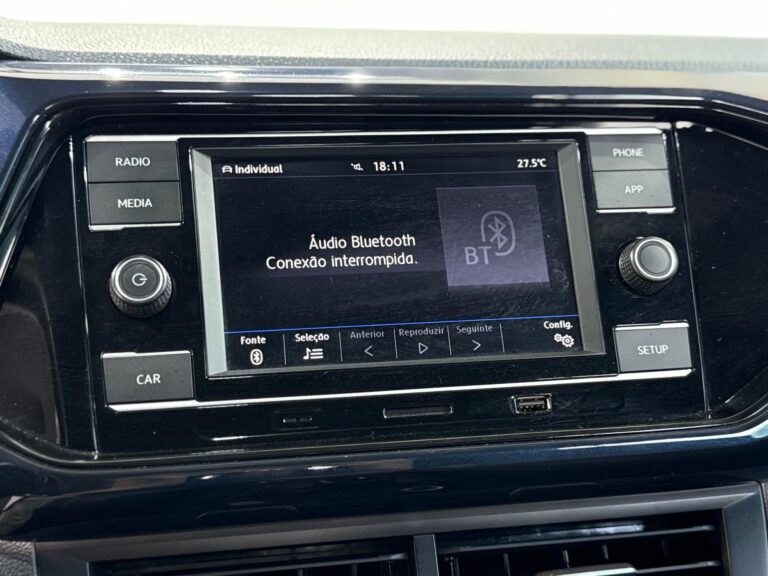 RADIO
MEDIA
CAR
Individual 18:11 27.5°C
Áudio Bluetooth
Conexão interrompida.
BT
Fonte Seleção Anterior Reproduzir Seguinte Config.
PHONE
APP
SETUP